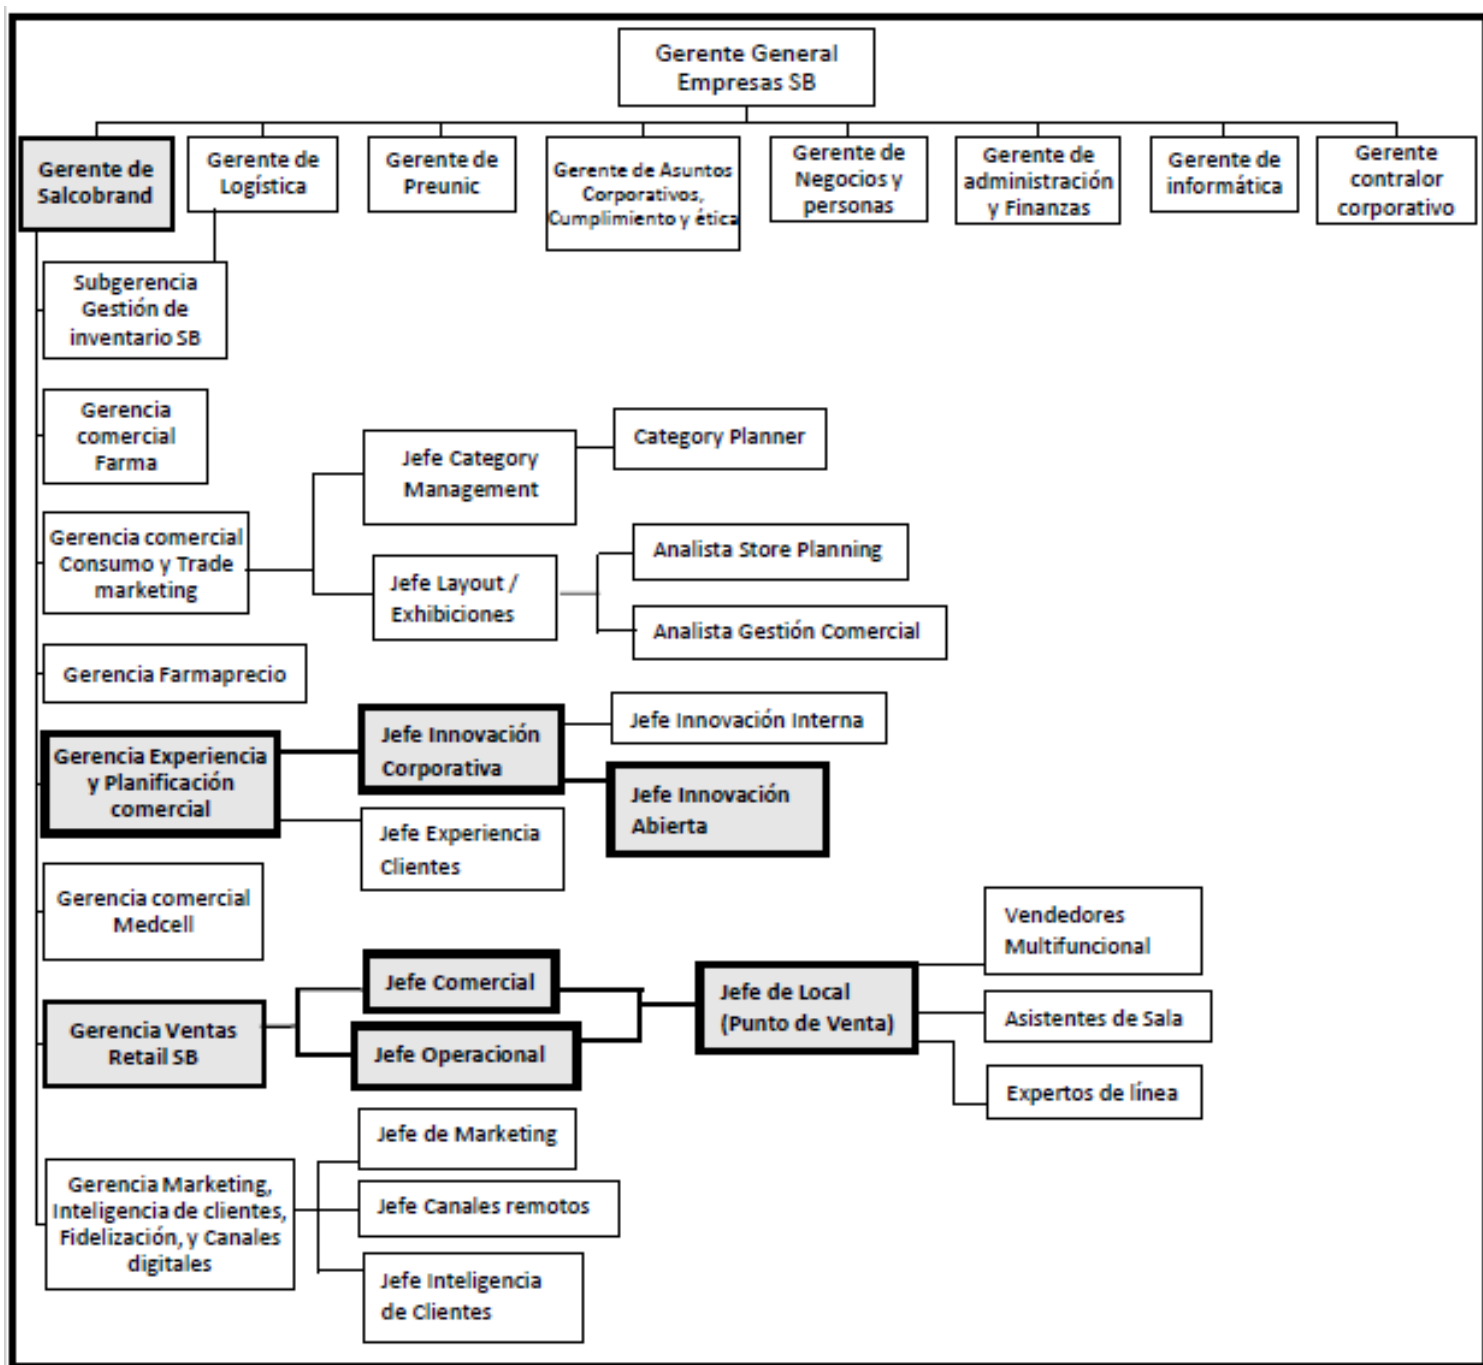 Gerente General
Empresas SB
Gerente de
Salcobrand
Gerente de
Logística
Gerente de
Preunic
Gerente de Asuntos
Corporativos,
Cumplimiento y ética
Gerente de
Negocios y
personas
Gerente de
administración
y Finanzas
Gerente de
informática
Gerente
contralor
corporativo
Subgerencia
Gestión de
inventario SB
Gerencia
comercial
Farma
Gerencia comercial
Consumo y Trade
marketing
Jefe Category
Management
Category Planner
Jefe Layout /
Exhibiciones
Analista Store Planning
Analista Gestión Comercial
Gerencia Farmaprecio
Gerencia Experiencia
y Planificación
comercial
Jefe Innovación
Corporativa
Jefe Innovación Interna
Jefe Innovación
Abierta
Jefe Experiencia
Clientes
Gerencia comercial
Medcell
Gerencia Ventas
Retail SB
Jefe Comercial
Jefe Operacional
Jefe de Local
(Punto de Venta)
Vendedores
Multifuncional
Asistentes de Sala
Expertos de línea
Gerencia Marketing,
Inteligencia de clientes,
Fidelización, y Canales
digitales
Jefe de Marketing
Jefe Canales remotos
Jefe Inteligencia
de Clientes